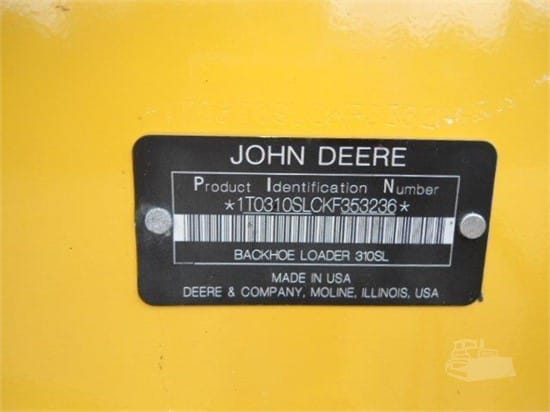 JOHN DEERE
Product Identification Number
*1T0310SLCKF353236*
BACKHOE LOADER 310SL
MADE IN USA
DEERE & COMPANY, MOLINE, ILLINOIS, USA